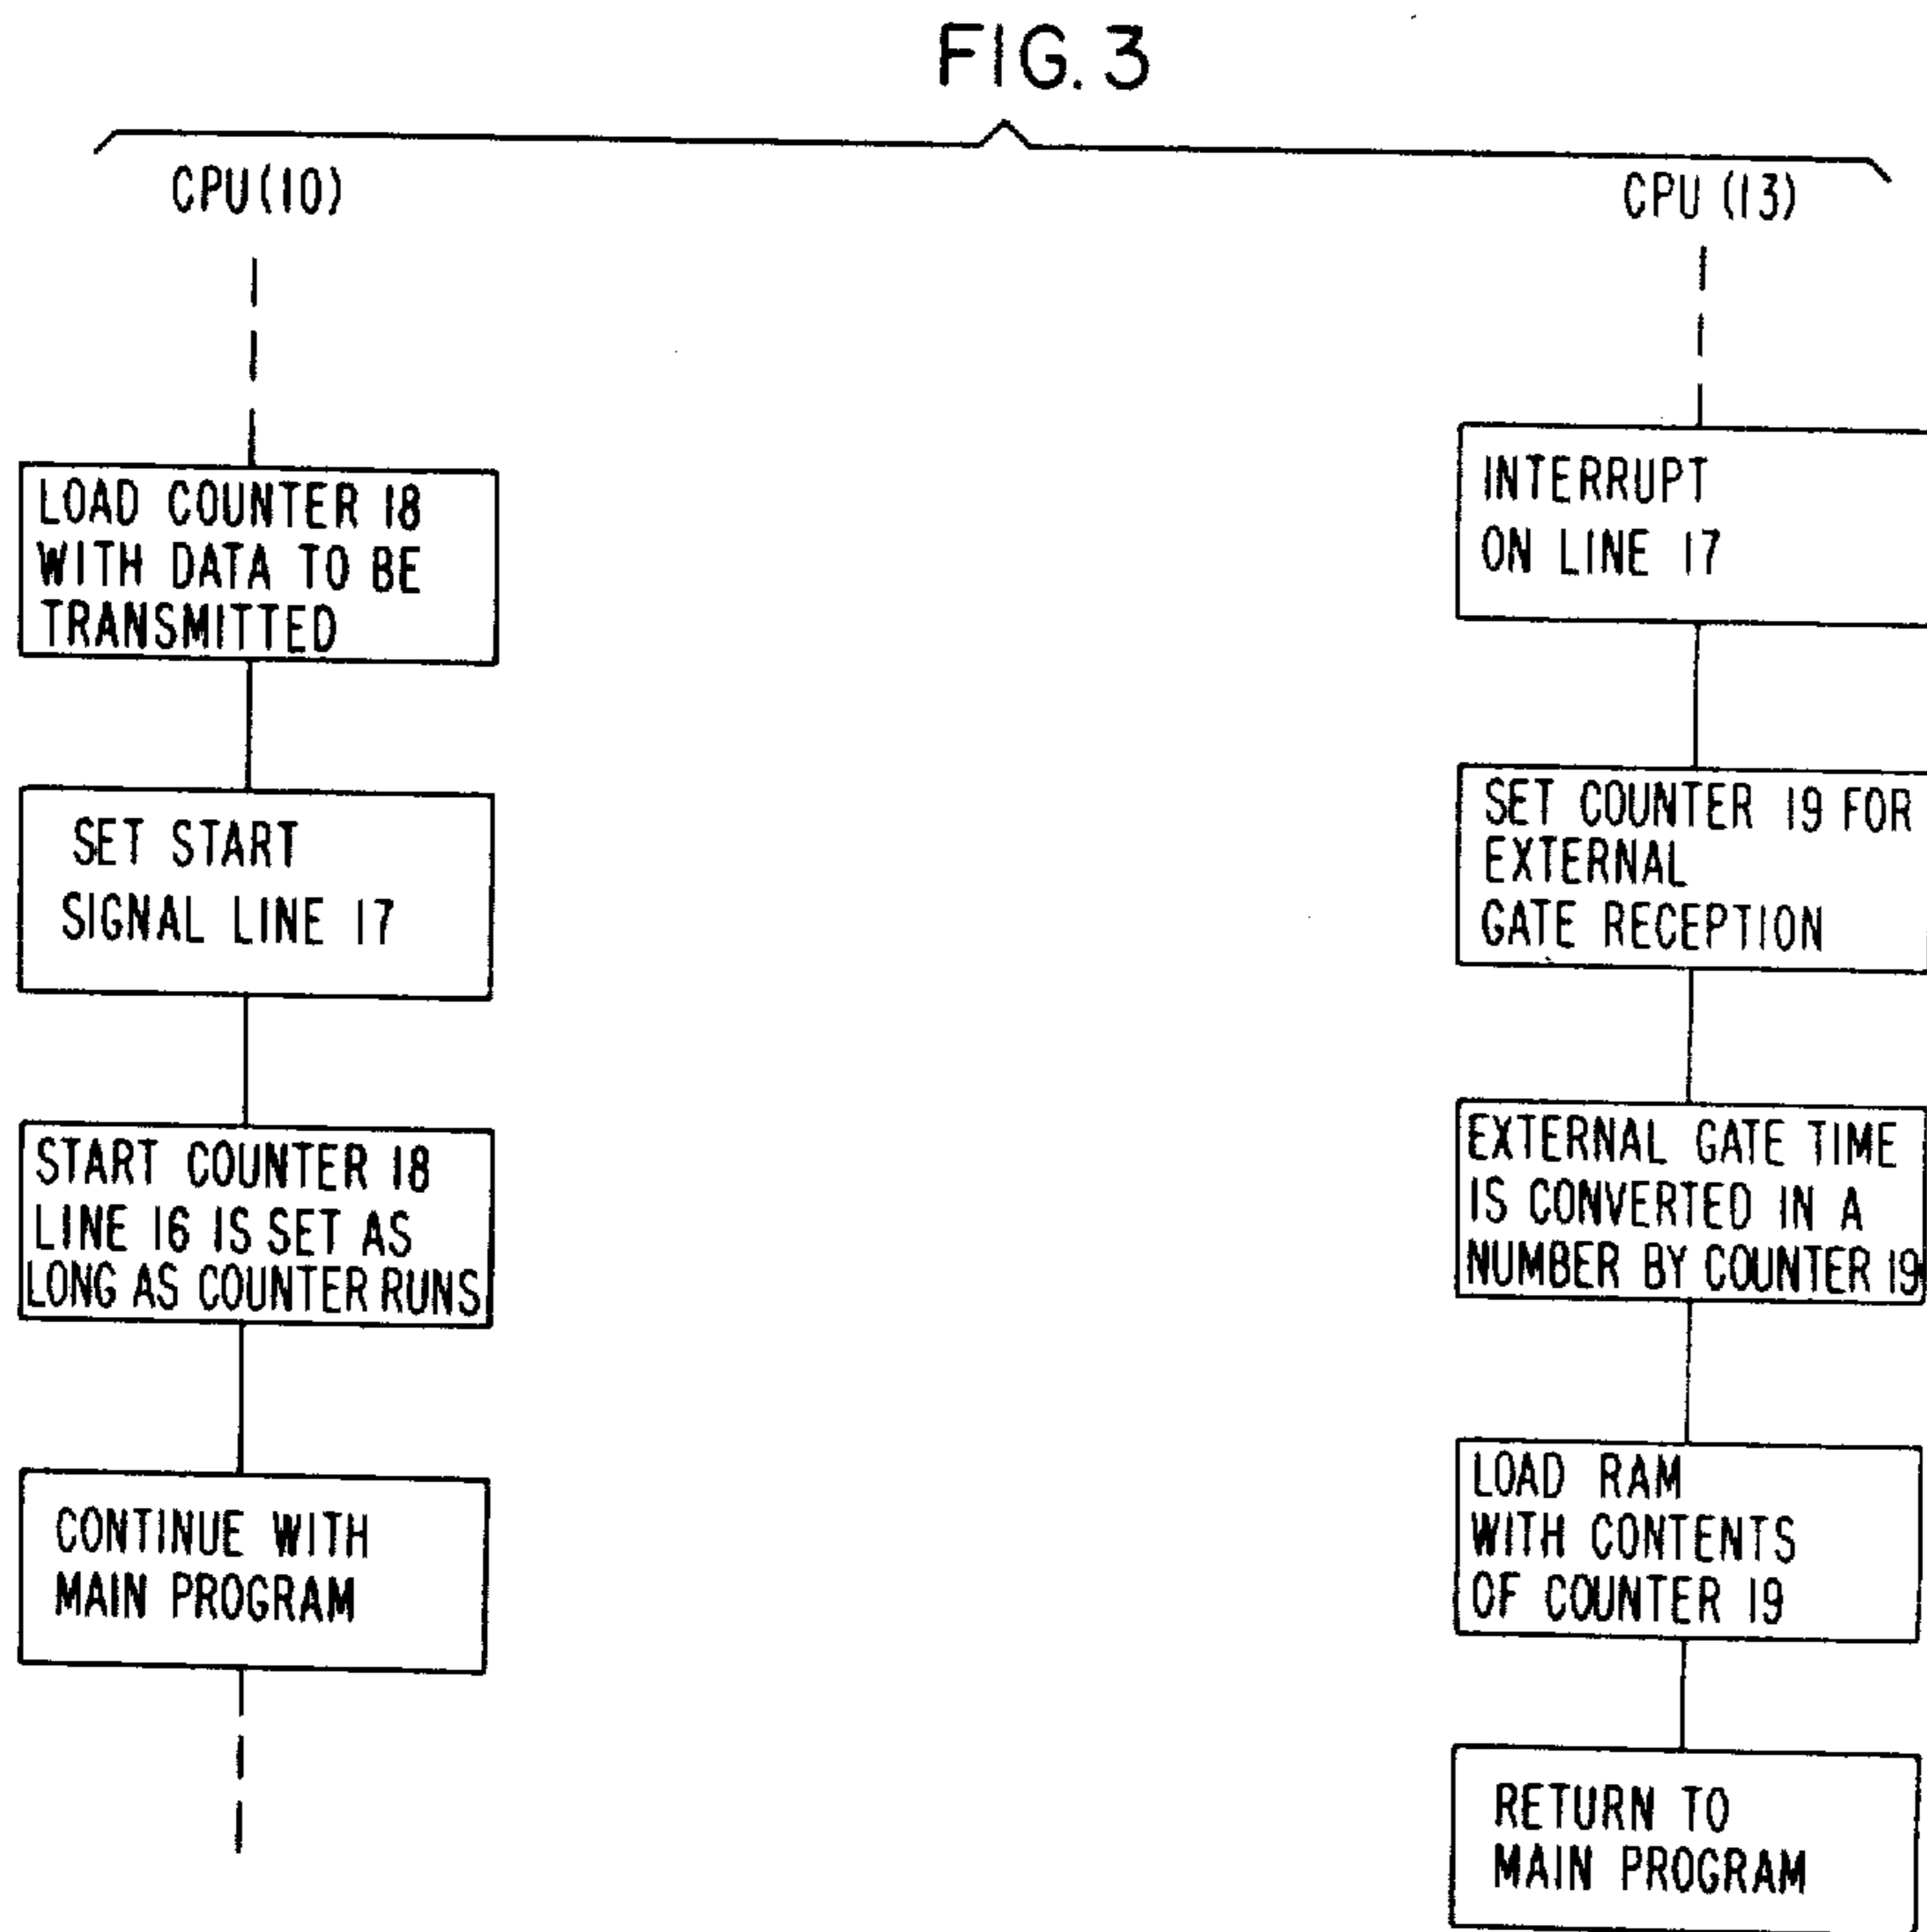 FIG. 3
CPU(10)
LOAD COUNTER 18
WITH DATA TO BE
TRANSMITTED
SET START
SIGNAL LINE 17
START COUNTER 18
LINE 16 IS SET AS
LONG AS COUNTER RUNS
CONTINUE WITH
MAIN PROGRAM
CPU (13)
INTERRUPT
ON LINE 17
SET COUNTER 19 FOR
EXTERNAL
GATE RECEPTION
EXTERNAL GATE TIME
IS CONVERTED IN A
NUMBER BY COUNTER 19
LOAD RAM
WITH CONTENTS
OF COUNTER 19
RETURN TO
MAIN PROGRAM